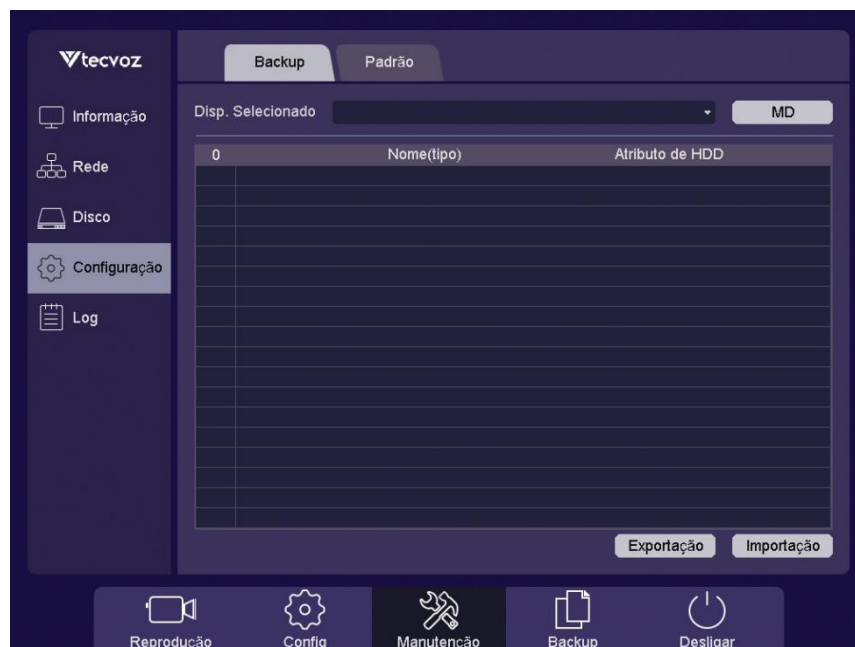 tecvoz
Backup
Padrão
Informação
Rede
Disco
Configuração
Log
Disp. Selecionado
MD
0 Nome(tipo) Atributo de HDD
Exportação
Importação
Reprodução
Config
Manutenção
Backup
Desligar